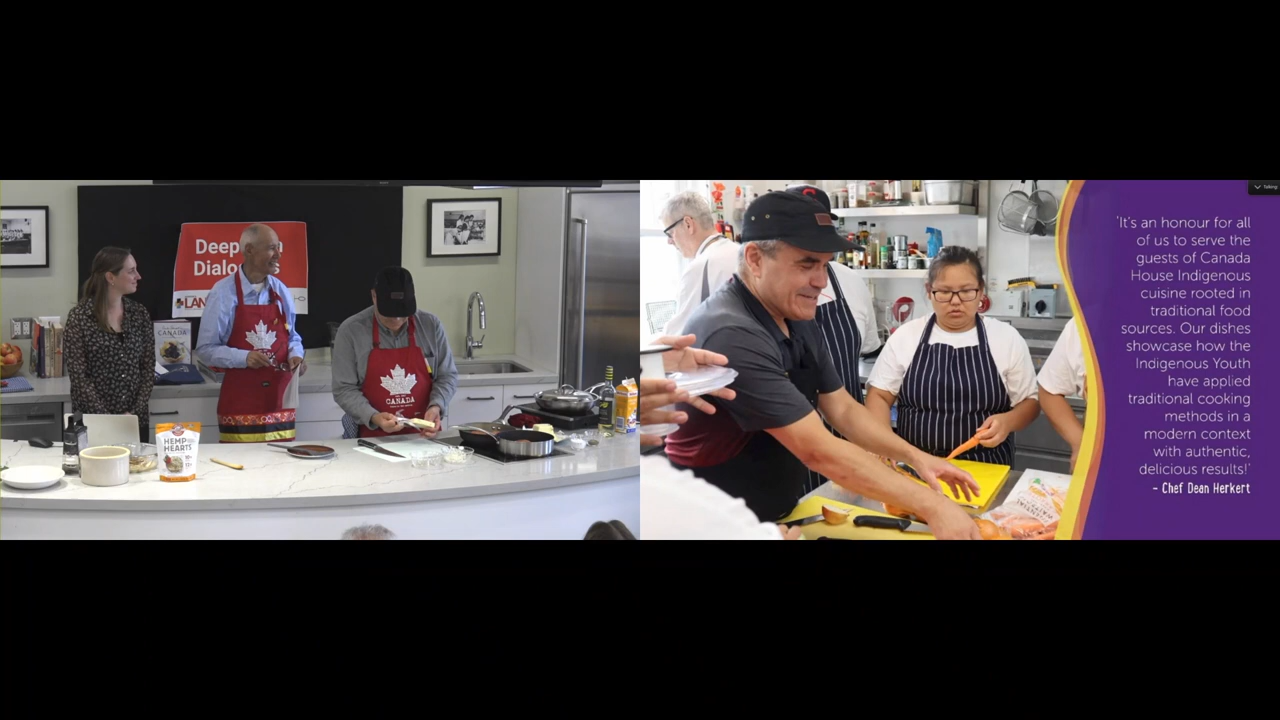 Deep
Dialo
LAN
CANADA
HEMP
HEARTS
CANADA
Talking
'It's an honour for all
of us to serve the
guests of Canada
House Indigenous
cuisine rooted in
traditional food
sources. Our dishes
showcase how the
Indigenous Youth
have applied
traditional cooking
methods in a
modern context
with authentic,
delicious results!'
- Chef Dean Herkert